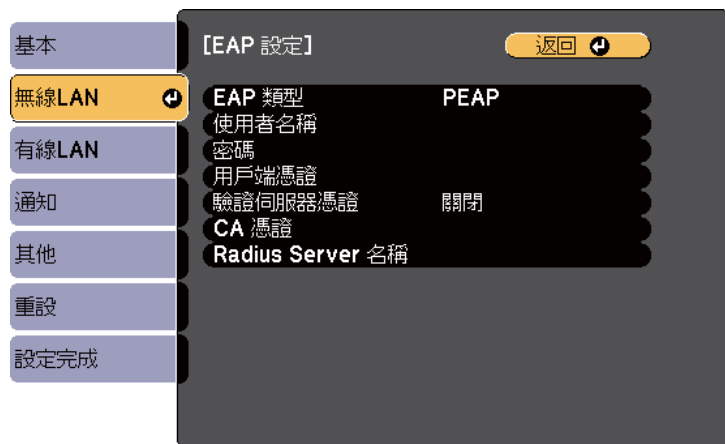 基本
無線LAN
有線LAN
通知
其他
重設
設定完成
[EAP 設定]
返回
EAP 類型 PEAP
使用者名稱
密碼
用戶端憑證
驗證伺服器憑證 關閉
CA 憑證
Radius Server 名稱